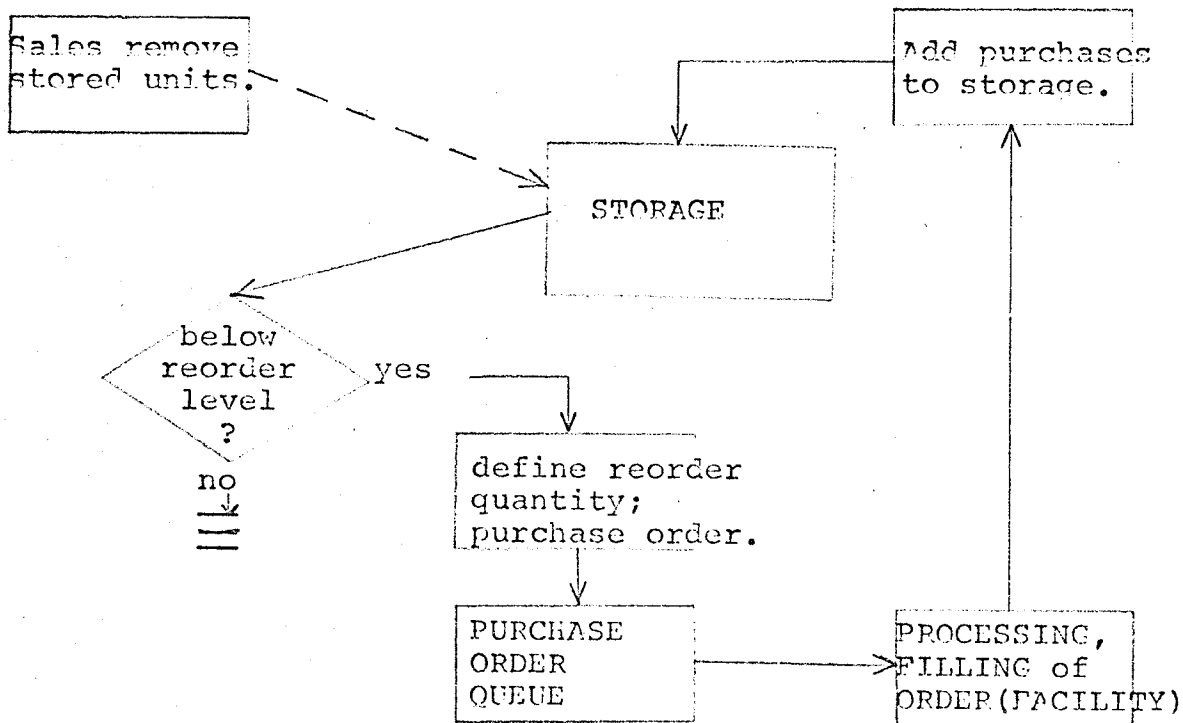 Sales remove
stored units.
Add purchases
to storage.
STORAGE
below
reorder
level
?
yes
no
define reorder
quantity;
purchase order.
PURCHASE
ORDER
QUEUE
PROCESSING,
FILLING of
ORDER(FACILITY)